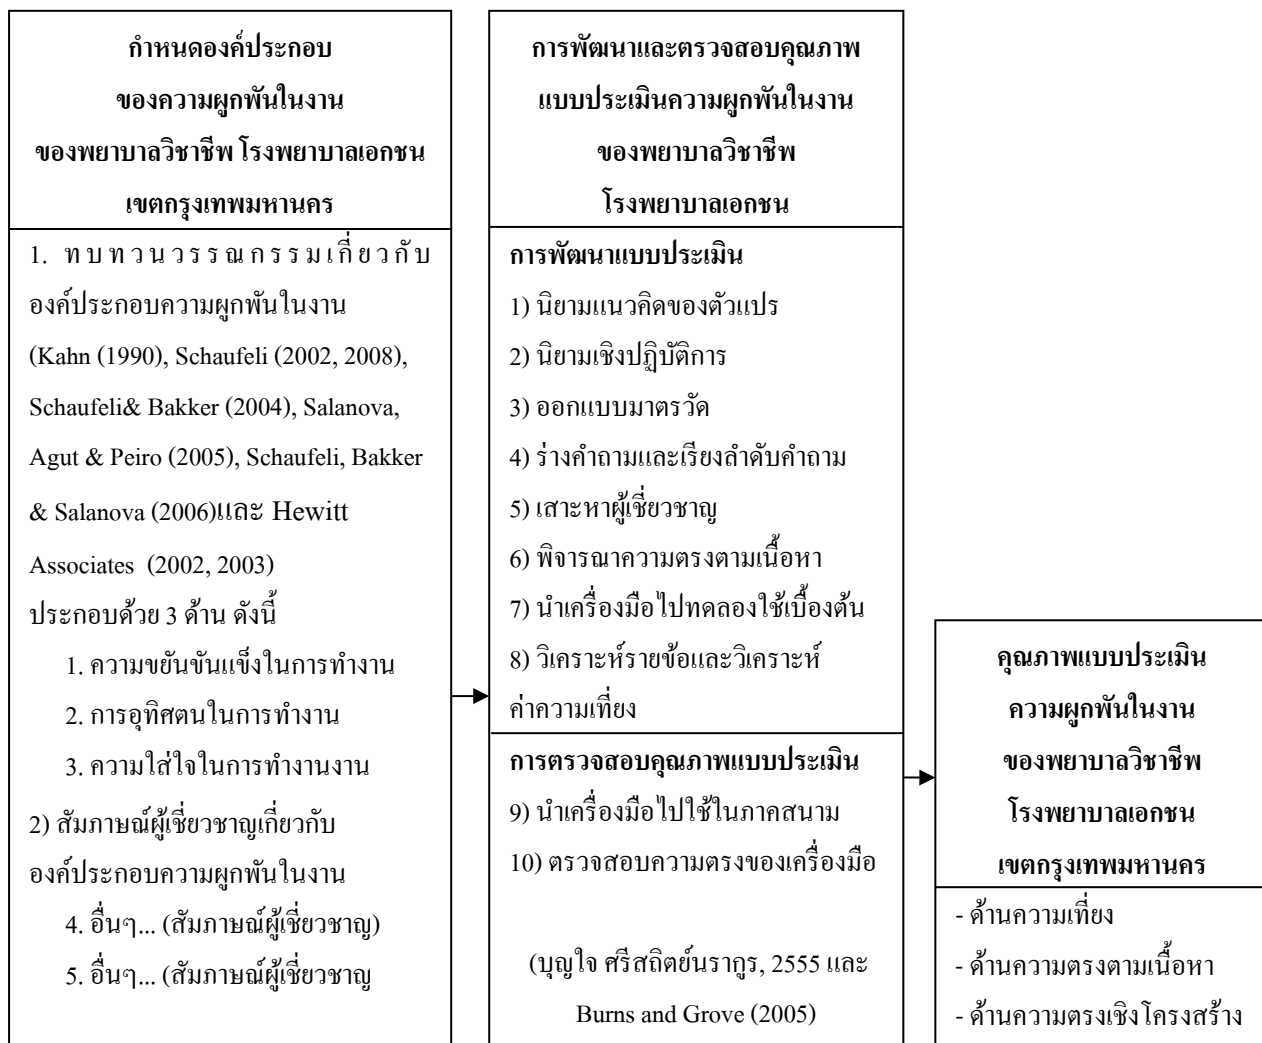 กำหนดองค์ประกอบ
ของความผูกพันในงาน
ของพยาบาลวิชาชีพ โรงพยาบาลเอกชน
เขตกรุงเทพมหานคร
1. ทบทวนวรรณกรรมเกี่ยวกับ
องค์ประกอบความผูกพันในงาน
(Kahn (1990), Schaufeli (2002, 2008),
Schaufeli& Bakker (2004), Salanova,
Agut & Peiro (2005), Schaufeli, Bakker
& Salanova (2006)และ Hewitt
Associates (2002, 2003)
ประกอบด้วย 3 ด้าน ดังนี้
1. ความขยันขันแข็งในการทำงาน
2. การอุทิศตนในการทำงาน
3. ความใส่ใจในการทำงานงาน
2) สัมภาษณ์ผู้เชี่ยวชาญเกี่ยวกับ
องค์ประกอบความผูกพันในงาน
4. อื่นๆ... (สัมภาษณ์ผู้เชี่ยวชาญ)
5. อื่นๆ... (สัมภาษณ์ผู้เชี่ยวชาญ
การพัฒนาและตรวจสอบคุณภาพ
แบบประเมินความผูกพันในงาน
ของพยาบาลวิชาชีพ
โรงพยาบาลเอกชน
การพัฒนาแบบประเมิน
1) นิยามแนวคิดของตัวแปร
2) นิยามเชิงปฏิบัติการ
3) ออกแบบมาตรวัด
4) ร่างคำถามและเรียงลำดับคำถาม
5) เสาะหาผู้เชี่ยวชาญ
6) พิจารณาความตรงตามเนื้อหา
7) นำเครื่องมือไปทดลองใช้เบื้องต้น
8) วิเคราะห์รายข้อและวิเคราะห์
ค่าความเที่ยง
การตรวจสอบคุณภาพแบบประเมิน
9) นำเครื่องมือไปใช้ในภาคสนาม
10) ตรวจสอบความตรงของเครื่องมือ
(บุญใจ ศรีสถิตย์นรากูร, 2555 และ
Burns and Grove (2005)
คุณภาพแบบประเมิน
ความผูกพันในงาน
ของพยาบาลวิชาชีพ
โรงพยาบาลเอกชน
เขตกรุงเทพมหานคร
- ด้านความเที่ยง
- ด้านความตรงตามเนื้อหา
- ด้านความตรงเชิงโครงสร้าง